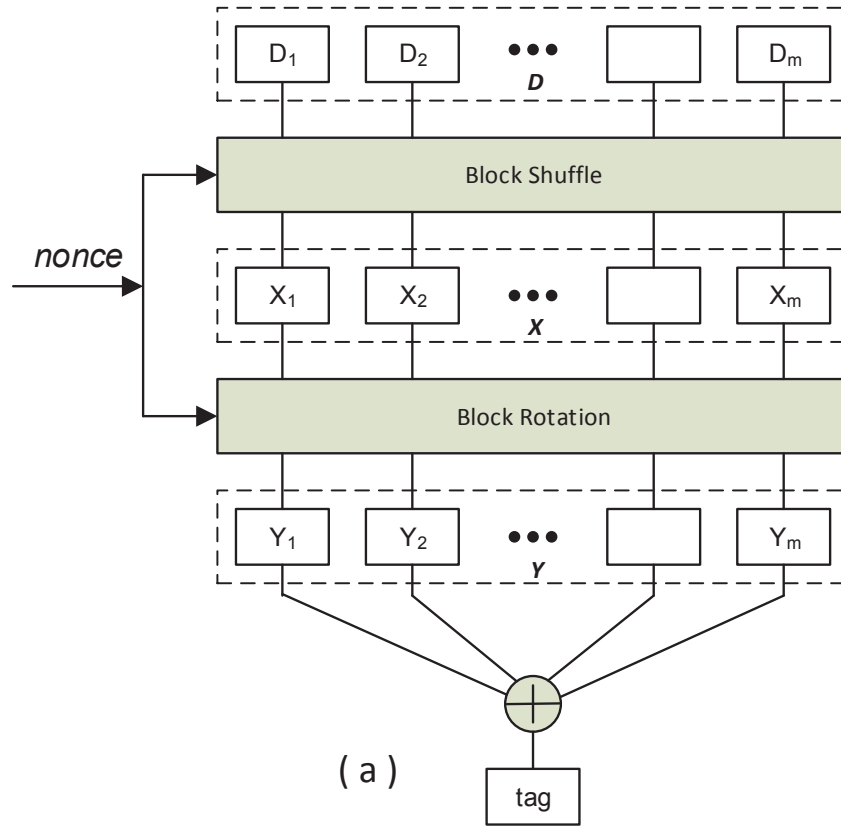 D₁ D₂ ••• Dₘ
D
Block Shuffle
nonce
X₁ X₂ ••• Xₘ
X
Block Rotation
Y₁ Y₂ ••• Yₘ
Y
( a )
tag